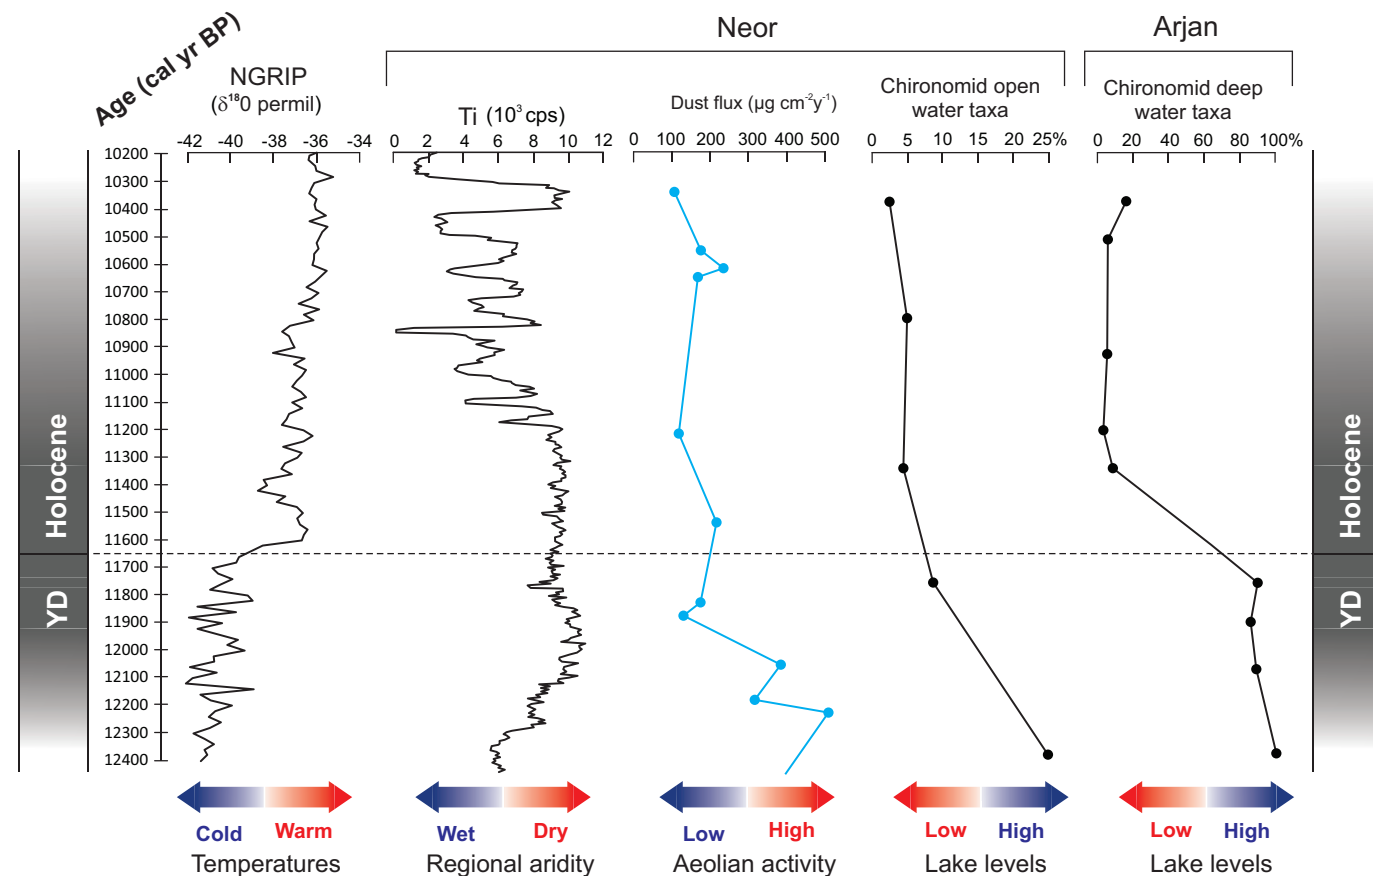 Neor
Arjan
Age (cal yr BP)
NGRIP
(δ¹⁸0 permil)
Ti (10³ cps)
Dust flux (µg cm⁻²y⁻¹)
Chironomid open
water taxa
Chironomid deep
water taxa
-42 -40 -38 -36 -34
0 2 4 6 8 10 12
0 100 200 300 400 500
0 5 10 15 20 25%
0 20 40 60 80 100%
10200
10300
10400
10500
10600
10700
10800
10900
11000
11100
11200
11300
11400
11500
11600
11700
11800
11900
12000
12100
12200
12300
12400
Holocene
YD
Holocene
YD
Cold Warm
Temperatures
Wet Dry
Regional aridity
Low High
Aeolian activity
Low High
Lake levels
Low High
Lake levels